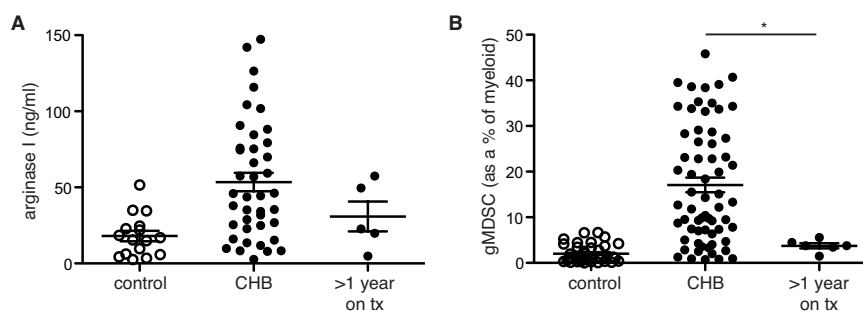 A
arginase I (ng/ml)
150
100
50
0
control
CHB
>1 year
on tx
B
gMDSC (as a % of myeloid)
50
40
30
20
10
0
*
control
CHB
>1 year
on tx